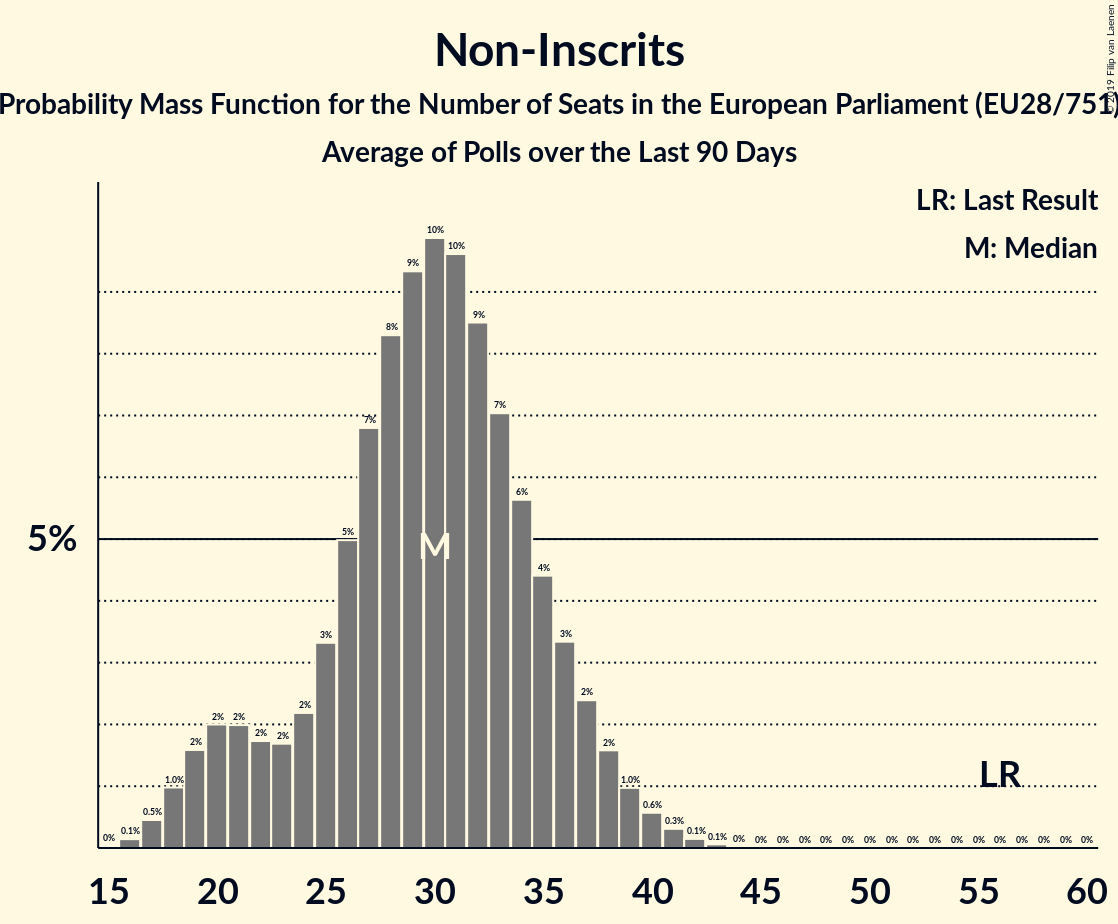 Non-Inscrits
Probability Mass Function for the Number of Seats in the European Parliament (EU28/751)
Average of Polls over the Last 90 Days
© 2019 Filip van Laenen
LR: Last Result
M: Median
5%
0% 0.1% 0.5% 1.0% 2% 2% 2% 2% 2% 2% 3% 5% 7% 8% 9% 10% 10% 9% 7% 6% 4% 3% 2% 2% 1.0% 0.6% 0.3% 0.1% 0.1% 0% 0% 0% 0% 0% 0% 0% 0% 0% 0% 0% 0% 0% 0% 0% 0% 0%
M
LR
15 20 25 30 35 40 45 50 55 60